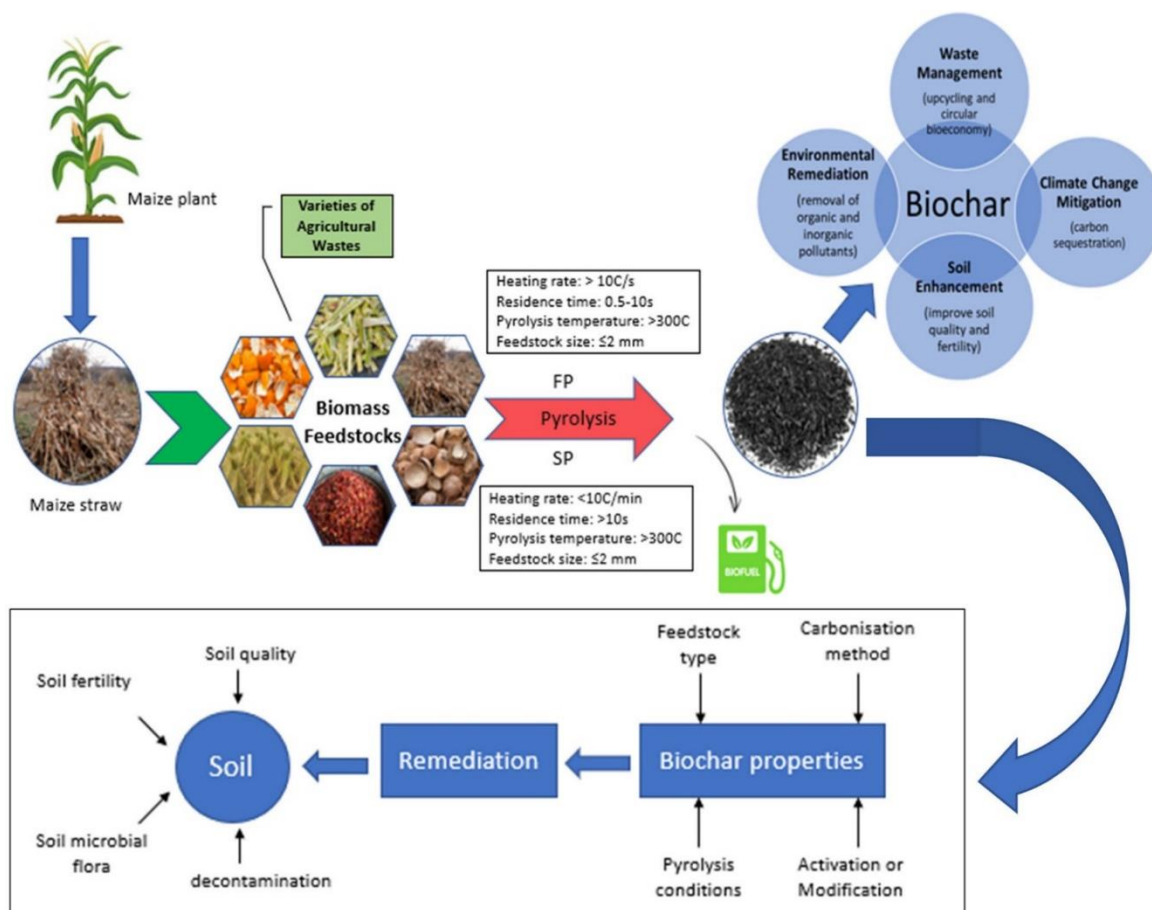 Maize plant
Maize straw
Varieties of
Agricultural
Wastes
Biomass
Feedstocks
Heating rate: > 10C/s
Residence time: 0.5-10s
Pyrolysis temperature: >300C
Feedstock size: ≤2 mm
FP
Pyrolysis
SP
Heating rate: <10C/min
Residence time: >10s
Pyrolysis temperature: >300C
Feedstock size: ≤2 mm
BIOFUEL
Waste
Management
(upcycling and
circular
bioeconomy)
Environmental
Remediation
(removal of
organic and
inorganic
pollutants)
Biochar
Climate Change
Mitigation
(carbon
sequestration)
Soil
Enhancement
(improve soil
quality and
fertility)
Soil quality
Soil fertility
Soil
Soil microbial
flora
decontamination
Remediation
Feedstock
type
Carbonisation
method
Biochar properties
Pyrolysis
conditions
Activation or
Modification